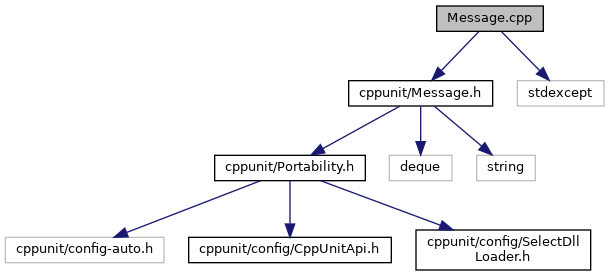 Message.cpp
cppunit/Message.h
stdexcept
cppunit/Portability.h
deque
string
cppunit/config-auto.h
cppunit/config/CppUnitApi.h
cppunit/config/SelectDll
Loader.h